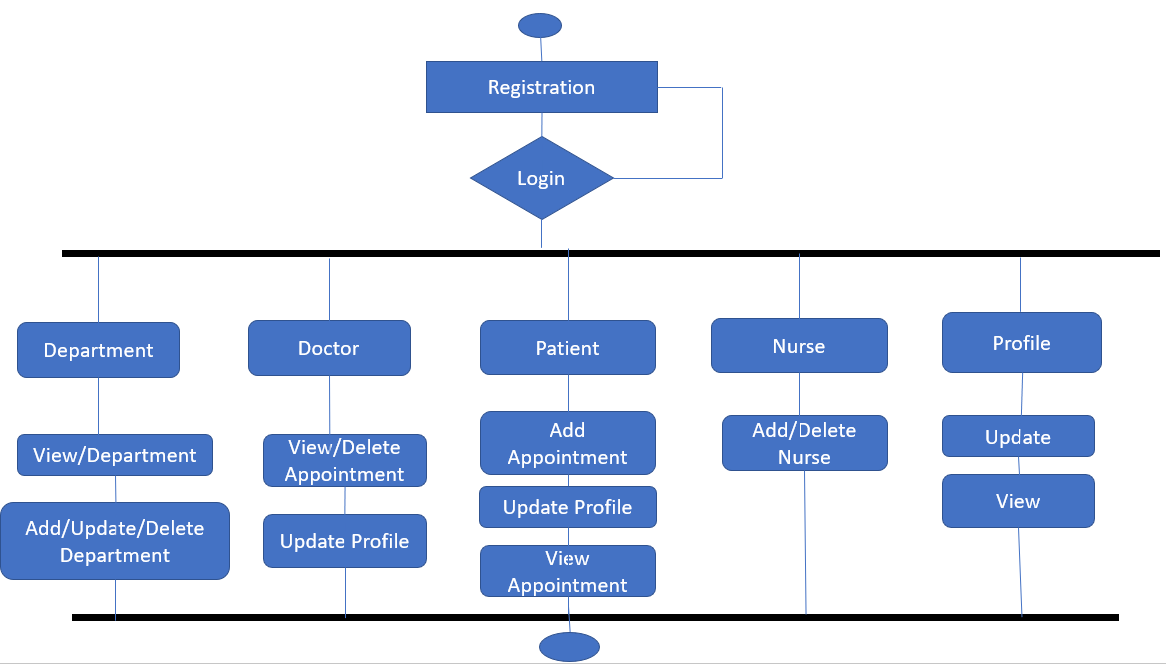 Registration
Login
Department
Doctor
Patient
Nurse
Profile
View/Department
Add/Update/Delete
Department
View/Delete
Appointment
Update Profile
Add
Appointment
Update Profile
View
Appointment
Add/Delete
Nurse
Update
View